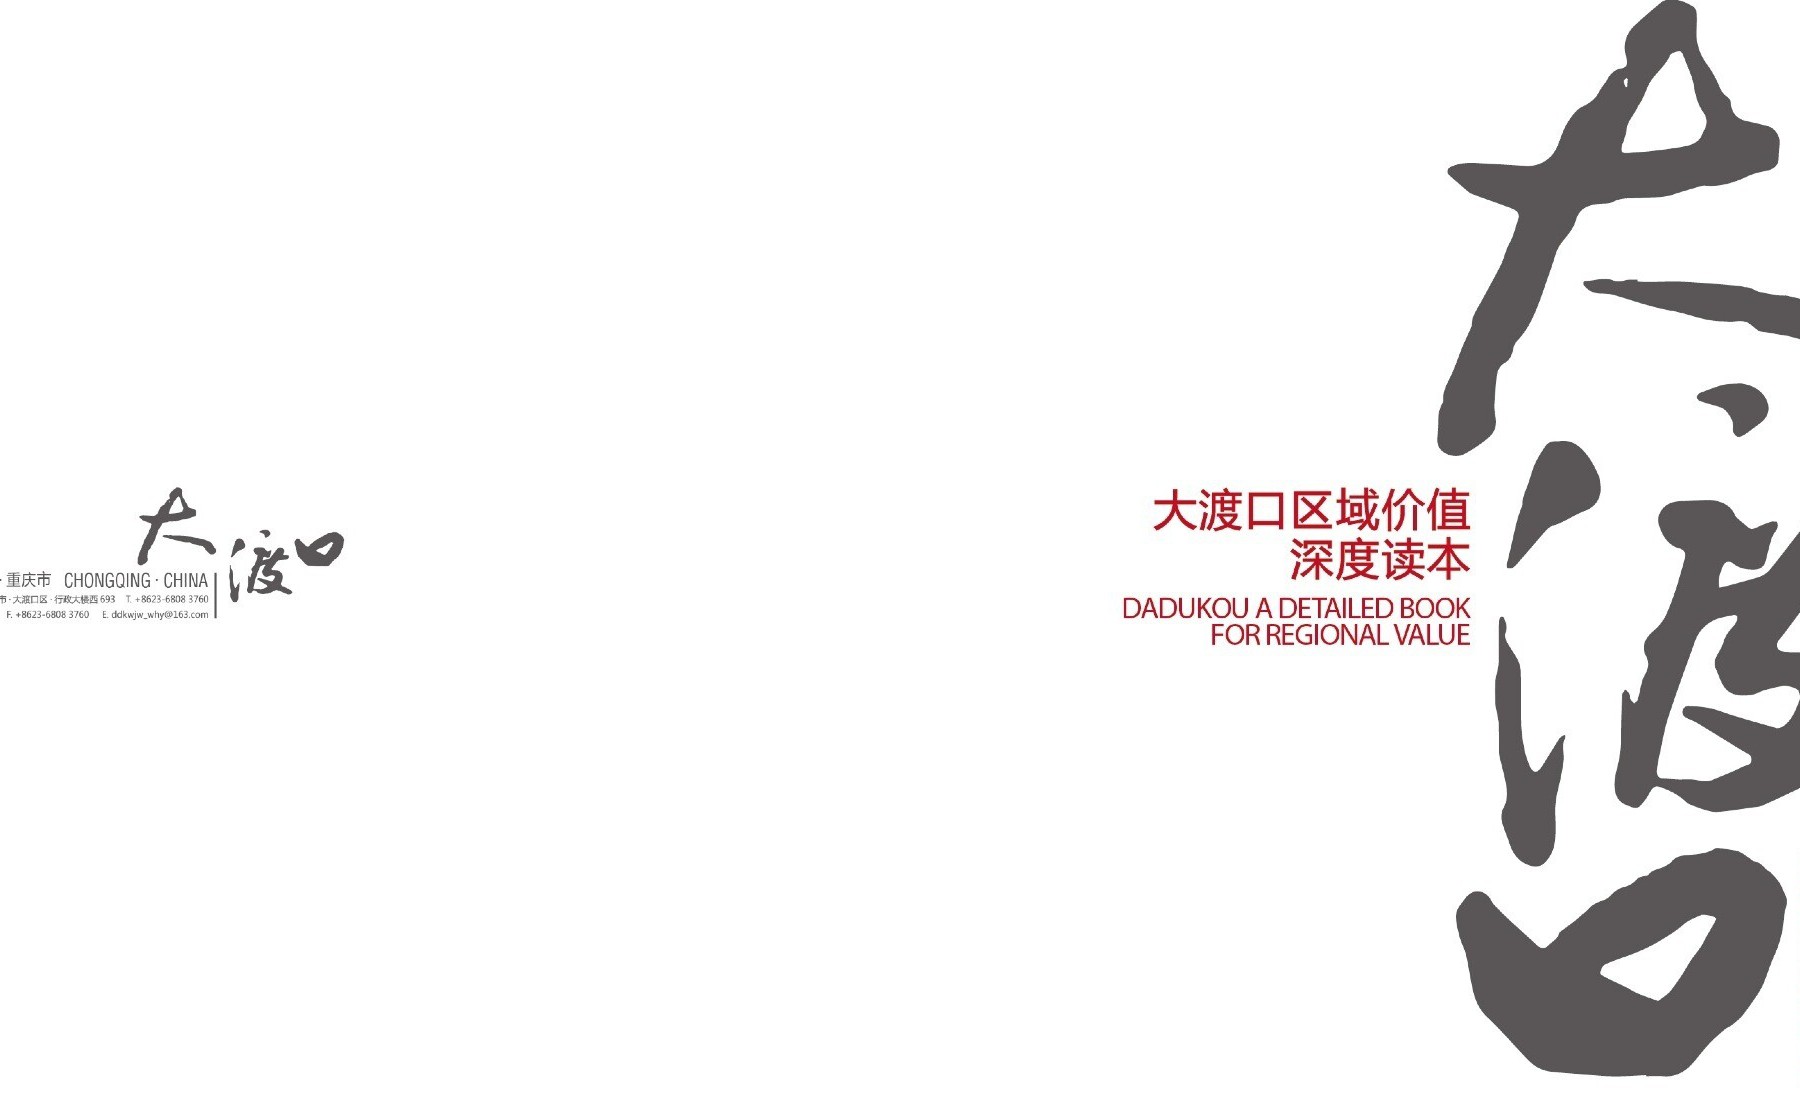 大渡口
· 重庆市 CHONGQING · CHINA
市 · 大渡口区 · 行政大楼西 693 T. +8623-6808 3760
F. +8623-6808 3760 E. ddkwjw_why@163.com
大渡口区域价值
深度读本
DADUKOU A DETAILED BOOK
FOR REGIONAL VALUE
大渡口